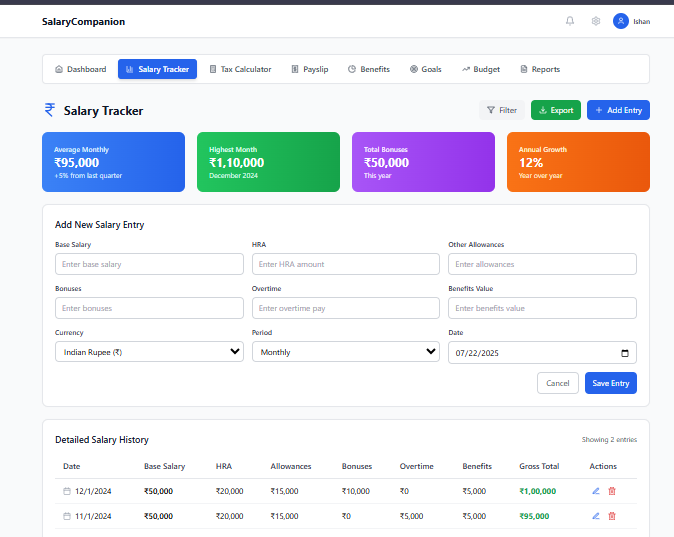 SalaryCompanion Ishan
Dashboard Salary Tracker Tax Calculator Payslip Benefits Goals Budget Reports
₹ Salary Tracker Filter Export + Add Entry
Average Monthly Highest Month Total Bonuses Annual Growth
₹95,000 ₹1,10,000 ₹50,000 12%
+5% from last quarter December 2024 This year Year over year
Add New Salary Entry
Base Salary HRA Other Allowances
Enter base salary Enter HRA amount Enter allowances
Bonuses Overtime Benefits Value
Enter bonuses Enter overtime pay Enter benefits value
Currency Period Date
Indian Rupee (₹) Monthly 07/22/2025
Cancel Save Entry
Detailed Salary History Showing 2 entries
Date Base Salary HRA Allowances Bonuses Overtime Benefits Gross Total Actions
12/1/2024 ₹50,000 ₹20,000 ₹15,000 ₹10,000 ₹0 ₹5,000 ₹1,00,000
11/1/2024 ₹50,000 ₹20,000 ₹15,000 ₹0 ₹5,000 ₹5,000 ₹95,000